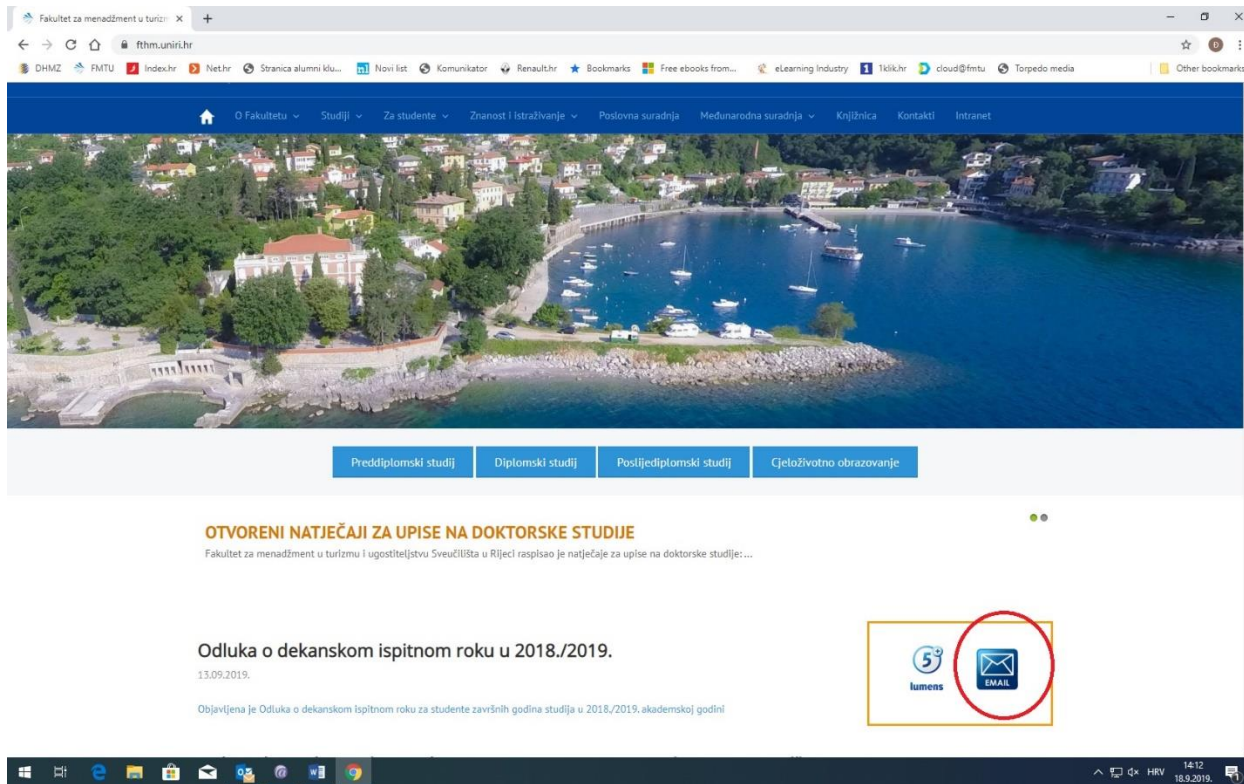 Fakultet za menadžment u turizm
fthm.uniri.hr
DHMZ FMTU Index.hr Net.hr Stranica alumni klu... Novi list Komunikator Renault.hr Bookmarks Free ebooks from... eLearning Industry 1klik.hr cloud@fmtu Torpedo media Other bookmarks
O Fakultetu Studiji Za studente Znanost i istraživanje Poslovna suradnja Međunarodna suradnja Knjižnica Kontakti Intranet
Preddiplomski studij Diplomski studij Poslijediplomski studij Cjeloživotno obrazovanje
OTVORENI NATJEČAJI ZA UPISE NA DOKTORSKE STUDIJE
Fakultet za menadžment u turizmu i ugostiteljstvu Sveučilišta u Rijeci raspisao je natječaje za upise na doktorske studije:...
Odluka o dekanskom ispitnom roku u 2018./2019.
13.09.2019.
Objavljena je Odluka o dekanskom ispitnom roku za studente završnih godina studija u 2018./2019. akademskoj godini
5+
lumens
EMAIL
HRV
14:12
18.9.2019.